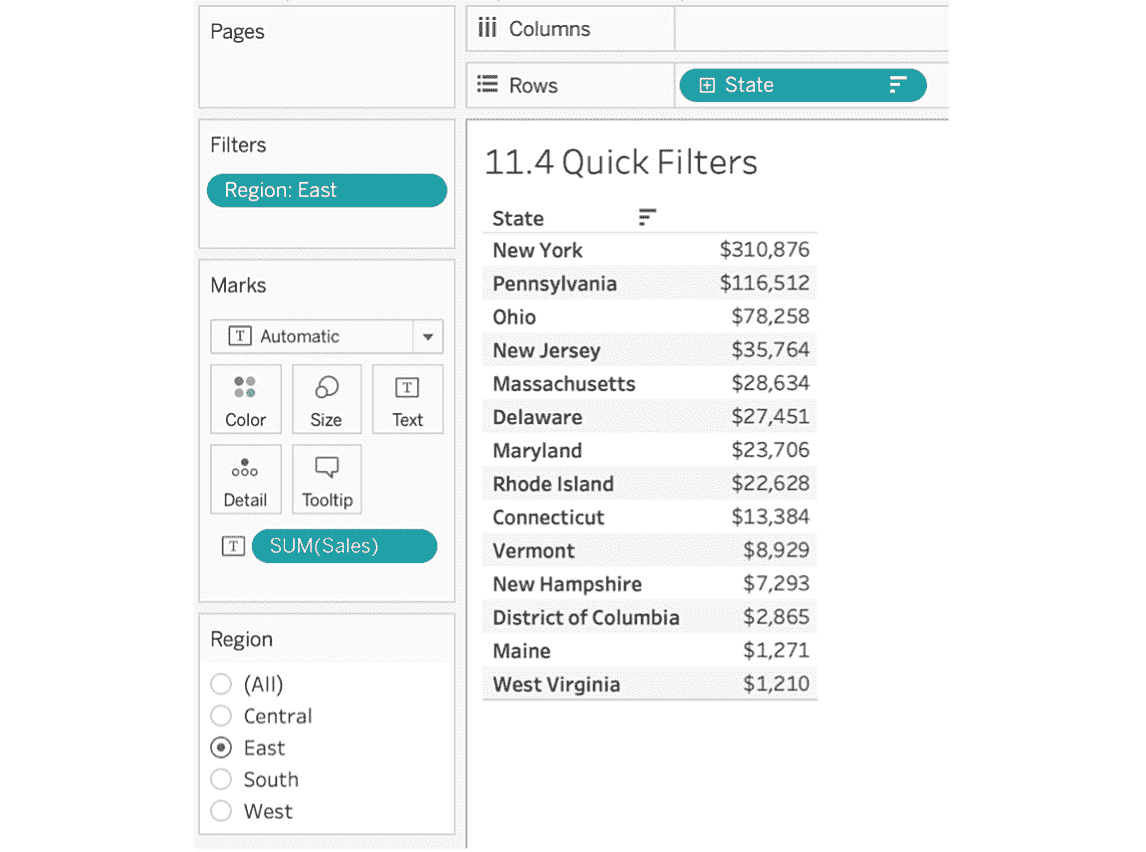 Pages
Filters
Region: East
Marks
T Automatic
Color Size T Text
Detail Tooltip
T SUM(Sales)
Region
(All)
Central
East
South
West
Columns
Rows State
11.4 Quick Filters
State
New York $310,876
Pennsylvania $116,512
Ohio $78,258
New Jersey $35,764
Massachusetts $28,634
Delaware $27,451
Maryland $23,706
Rhode Island $22,628
Connecticut $13,384
Vermont $8,929
New Hampshire $7,293
District of Columbia $2,865
Maine $1,271
West Virginia $1,210